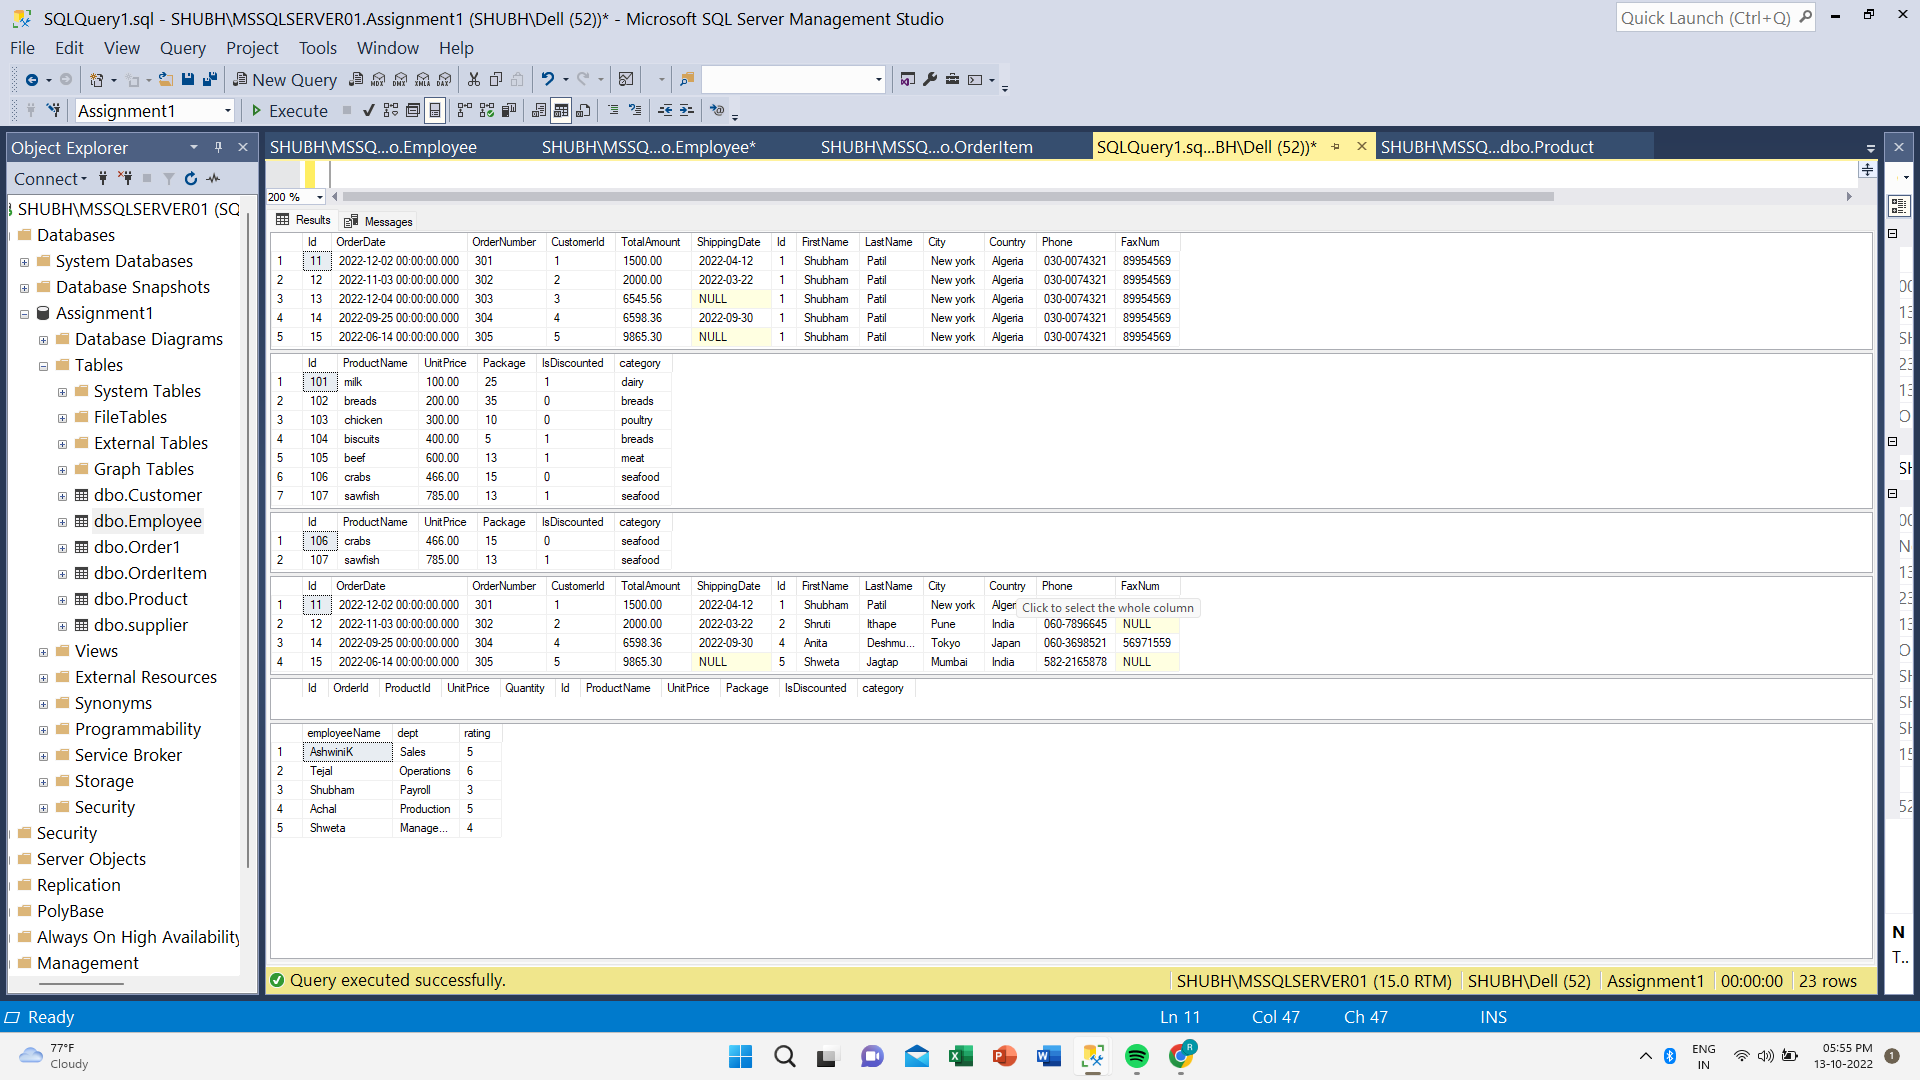 SQLQuery1.sql - SHUBH\MSSQLSERVER01.Assignment1 (SHUBH\Dell (52))* - Microsoft SQL Server Management Studio
Quick Launch (Ctrl+Q)
File Edit View Query Project Tools Window Help
New Query
Assignment1 Execute
Object Explorer
SHUBH\MSSQ...o.Employee SHUBH\MSSQ...o.Employee* SHUBH\MSSQ...o.OrderItem SQLQuery1.sq...BH\Dell (52))* SHUBH\MSSQ...dbo.Product
Connect
SHUBH\MSSQLSERVER01 (SQ
Databases
System Databases
Database Snapshots
Assignment1
Database Diagrams
Tables
System Tables
FileTables
External Tables
Graph Tables
dbo.Customer
dbo.Employee
dbo.Order1
dbo.OrderItem
dbo.Product
dbo.supplier
Views
External Resources
Synonyms
Programmability
Service Broker
Storage
Security
Security
Server Objects
Replication
PolyBase
Always On High Availability
Management
200 %
Results Messages
Id OrderDate OrderNumber CustomerId TotalAmount ShippingDate Id FirstName LastName City Country Phone FaxNum
1 11 2022-12-02 00:00:00.000 301 1 1500.00 2022-04-12 1 Shubham Patil New york Algeria 030-0074321 89954569
2 12 2022-11-03 00:00:00.000 302 2 2000.00 2022-03-22 1 Shubham Patil New york Algeria 030-0074321 89954569
3 13 2022-12-04 00:00:00.000 303 3 6545.56 NULL 1 Shubham Patil New york Algeria 030-0074321 89954569
4 14 2022-09-25 00:00:00.000 304 4 6598.36 2022-09-30 1 Shubham Patil New york Algeria 030-0074321 89954569
5 15 2022-06-14 00:00:00.000 305 5 9865.30 NULL 1 Shubham Patil New york Algeria 030-0074321 89954569
Id ProductName UnitPrice Package IsDiscounted category
1 101 milk 100.00 25 1 dairy
2 102 breads 200.00 35 0 breads
3 103 chicken 300.00 10 0 poultry
4 104 biscuits 400.00 5 1 breads
5 105 beef 600.00 13 1 meat
6 106 crabs 466.00 15 0 seafood
7 107 sawfish 785.00 13 1 seafood
Id ProductName UnitPrice Package IsDiscounted category
1 106 crabs 466.00 15 0 seafood
2 107 sawfish 785.00 13 1 seafood
Id OrderDate OrderNumber CustomerId TotalAmount ShippingDate Id FirstName LastName City Country Phone FaxNum
1 11 2022-12-02 00:00:00.000 301 1 1500.00 2022-04-12 1 Shubham Patil New york Alger
Click to select the whole column
2 12 2022-11-03 00:00:00.000 302 2 2000.00 2022-03-22 2 Shruti Ithape Pune India 060-7896645 NULL
3 14 2022-09-25 00:00:00.000 304 4 6598.36 2022-09-30 4 Anita Deshmu... Tokyo Japan 060-3698521 56971559
4 15 2022-06-14 00:00:00.000 305 5 9865.30 NULL 5 Shweta Jagtap Mumbai India 582-2165878 NULL
Id OrderId ProductId UnitPrice Quantity Id ProductName UnitPrice Package IsDiscounted category
employeeName dept rating
1 AshwiniK Sales 5
2 Tejal Operations 6
3 Shubham Payroll 3
4 Achal Production 5
5 Shweta Manage... 4
Query executed successfully. SHUBH\MSSQLSERVER01 (15.0 RTM) SHUBH\Dell (52) Assignment1 00:00:00 23 rows
N
T..
Ready Ln 11 Col 47 Ch 47 INS
77°F
Cloudy
ENG
IN
05:55 PM
13-10-2022
1